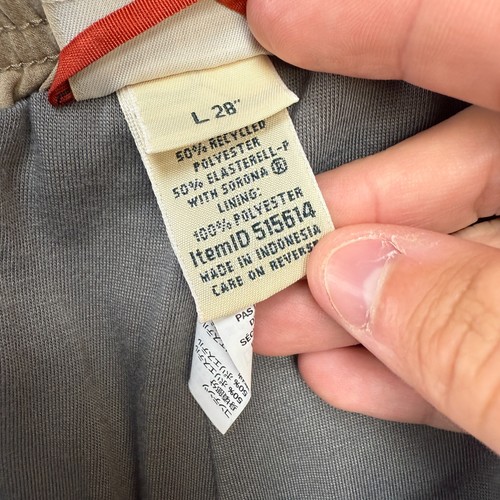 L 28"
50% RECYCLED
POLYESTER
50% ELASTERELL-P
WITH SORONA®
LINING:
100% POLYESTER
ItemID 515614
MADE IN INDONESIA
CARE ON REVERSE
PAS